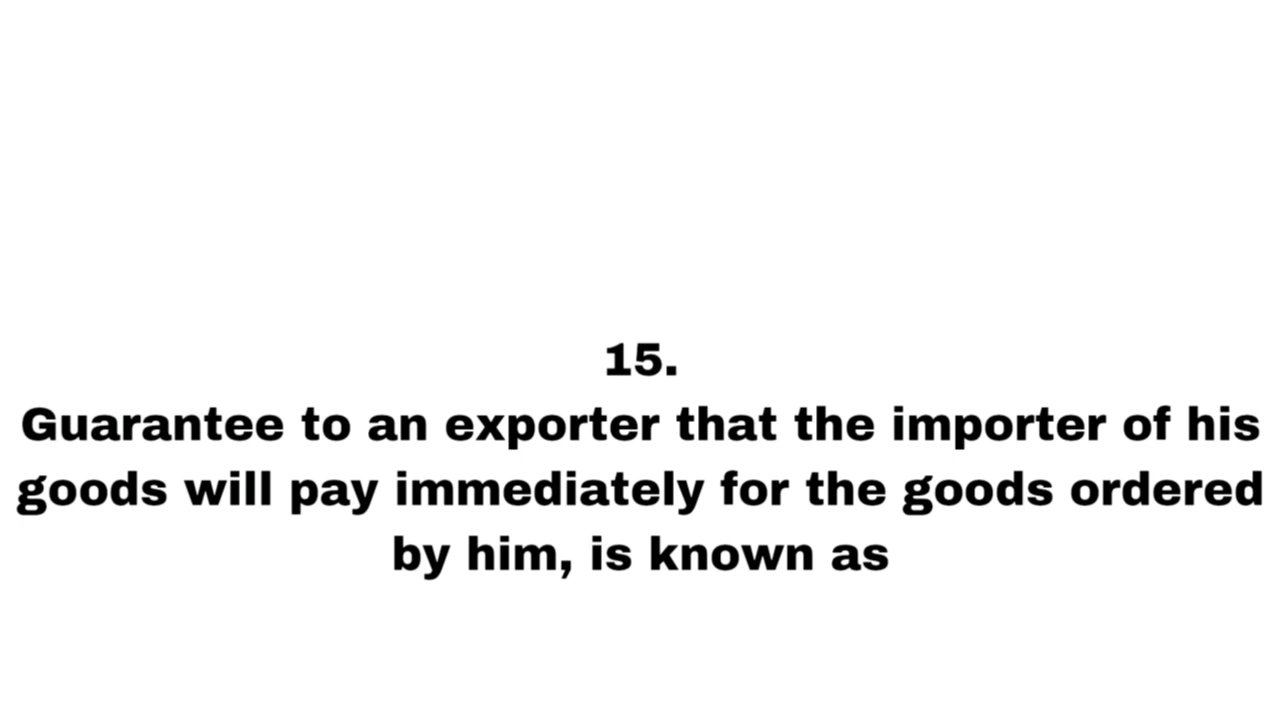 15.
Guarantee to an exporter that the importer of his
goods will pay immediately for the goods ordered
by him, is known as